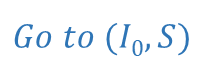 Go to (I₀, S)